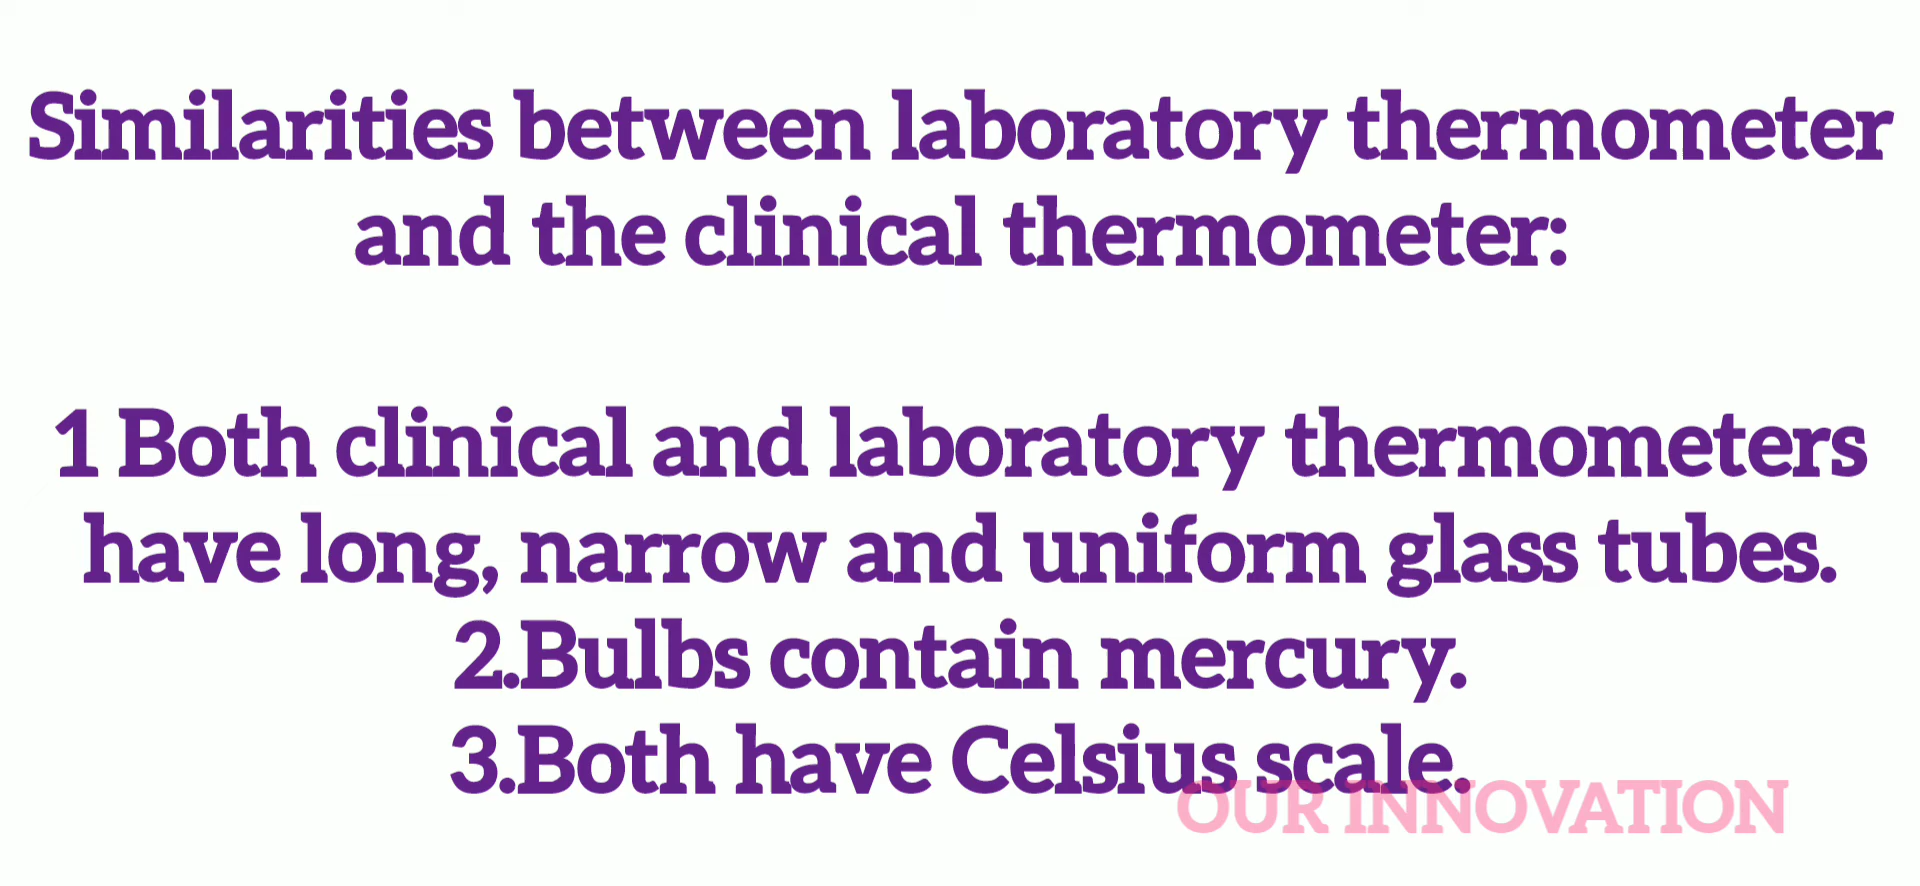 Similarities between laboratory thermometer
and the clinical thermometer:
1 Both clinical and laboratory thermometers
have long, narrow and uniform glass tubes.
2.Bulbs contain mercury.
3.Both have Celsius scale.
OUR INNOVATION